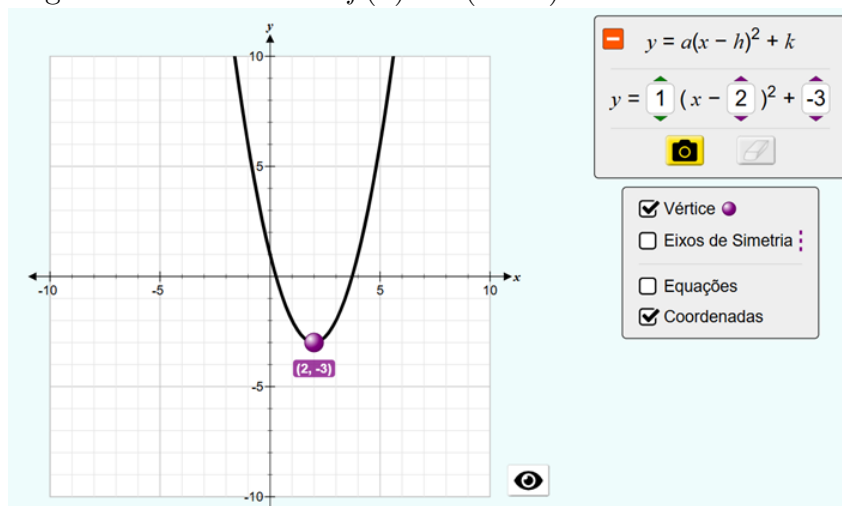 y
10
5
-10
-5
5
10
x
(2, -3)
-5
-10
y = a(x − h)² + k
y = 1 (x − 2 )² + -3
Vértice
Eixos de Simetria
Equações
Coordenadas